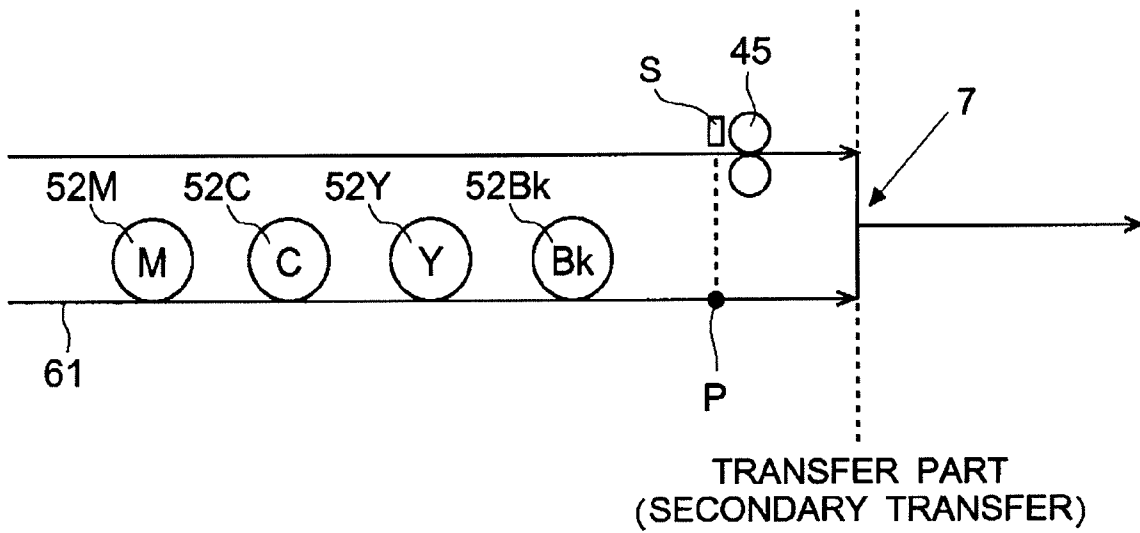 45
S
7
52M
52C
52Y
52Bk
M
C
Y
Bk
61
P
TRANSFER PART
(SECONDARY TRANSFER)